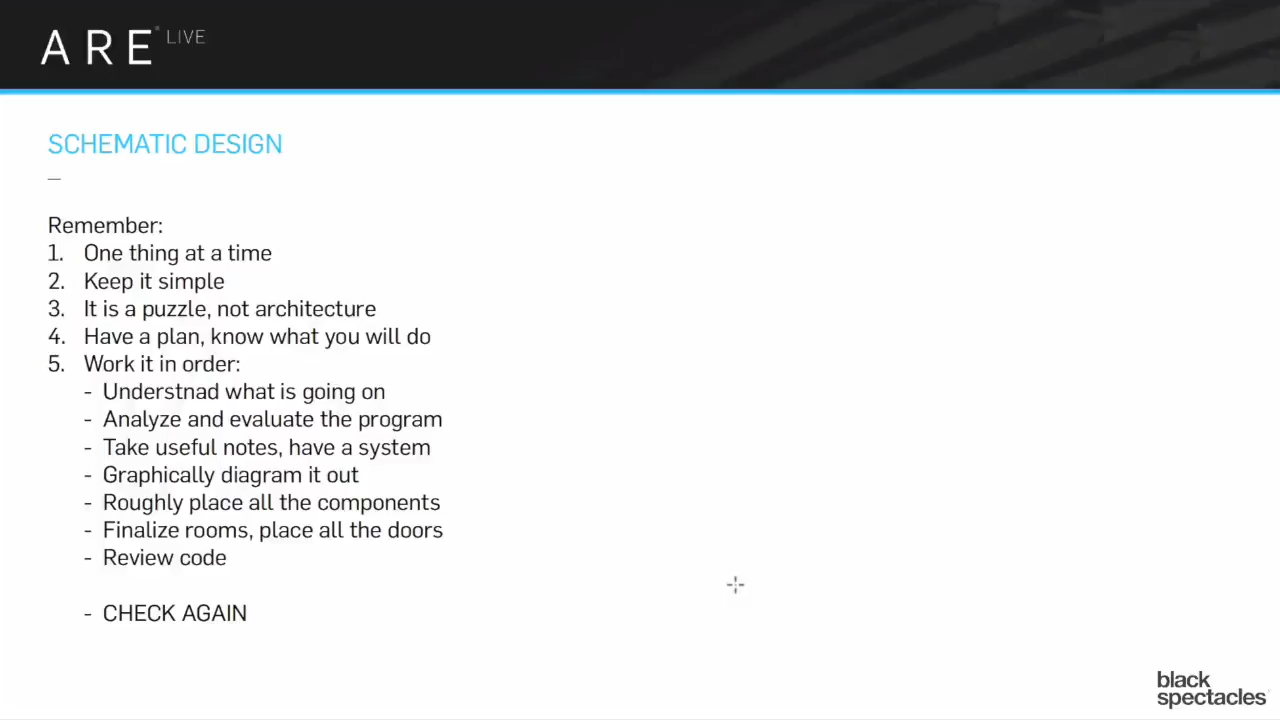 ARE® LIVE
SCHEMATIC DESIGN
—
Remember:
1. One thing at a time
2. Keep it simple
3. It is a puzzle, not architecture
4. Have a plan, know what you will do
5. Work it in order:
- Understnad what is going on
- Analyze and evaluate the program
- Take useful notes, have a system
- Graphically diagram it out
- Roughly place all the components
- Finalize rooms, place all the doors
- Review code
- CHECK AGAIN
black
spectacles